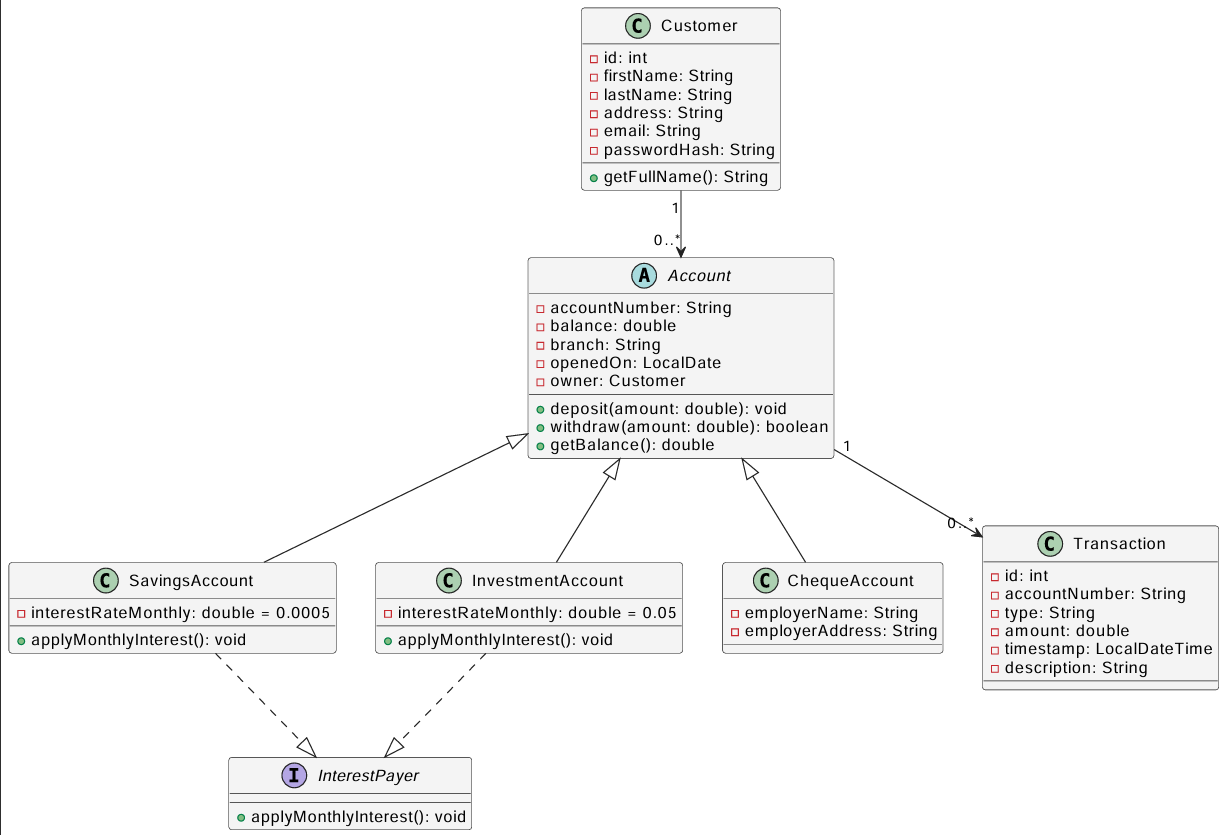 C Customer
id: int
firstName: String
lastName: String
address: String
email: String
passwordHash: String
getFullName(): String
1
0..*
A Account
accountNumber: String
balance: double
branch: String
openedOn: LocalDate
owner: Customer
deposit(amount: double): void
withdraw(amount: double): boolean
getBalance(): double
1
0..*
C SavingsAccount
interestRateMonthly: double = 0.0005
applyMonthlyInterest(): void
C InvestmentAccount
interestRateMonthly: double = 0.05
applyMonthlyInterest(): void
C ChequeAccount
employerName: String
employerAddress: String
C Transaction
id: int
accountNumber: String
type: String
amount: double
timestamp: LocalDateTime
description: String
I InterestPayer
applyMonthlyInterest(): void